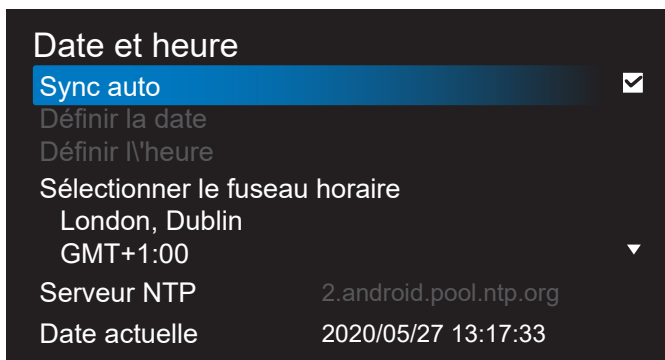 Date et heure
Sync auto
Définir la date
Définir l\'heure
Sélectionner le fuseau horaire
London, Dublin
GMT+1:00
Serveur NTP 2.android.pool.ntp.org
Date actuelle 2020/05/27 13:17:33